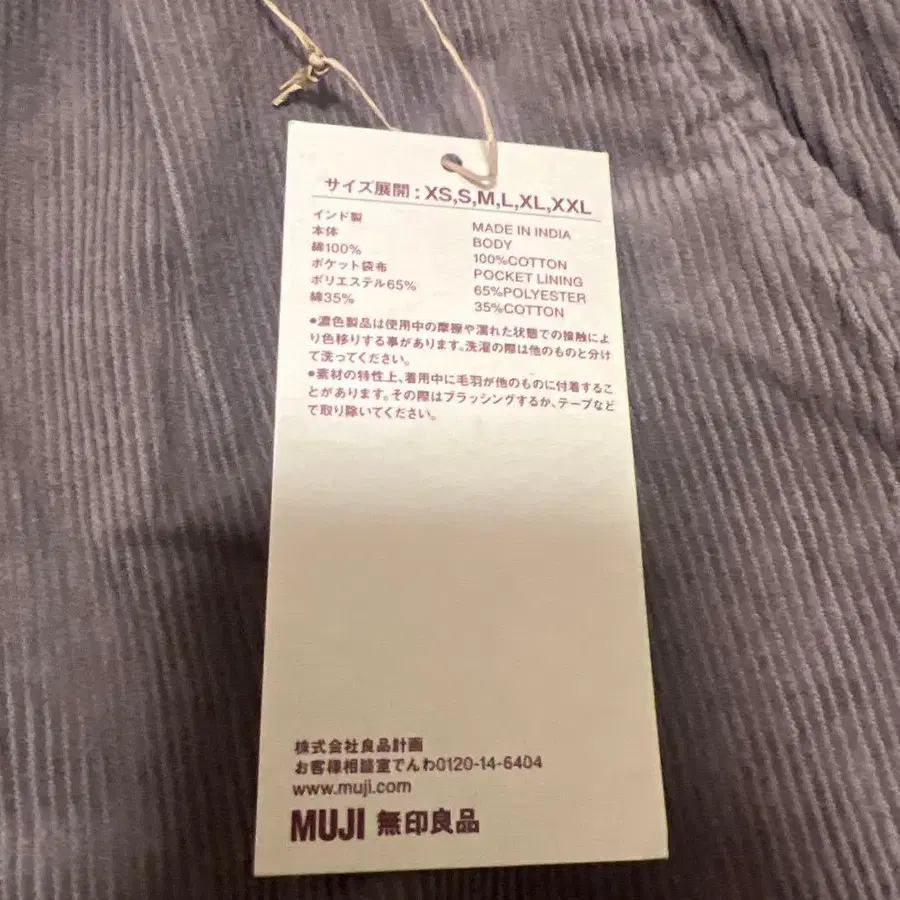 サイズ展開:XS,S,M,L,XL,XXL
インド製
本体
綿100%
ポケット袋布
ポリエステル65%
綿35%
MADE IN INDIA
BODY
100%COTTON
POCKET LINING
65%POLYESTER
35%COTTON
●濃色製品は使用中の摩擦や濡れた状態での接触によ
り色移りする事があります。洗濯の際は他のものと分け
て洗ってください。
●素材の特性上、着用中に毛羽が他のものに付着するこ
とがあります。その際はブラッシングするか、テープなど
で取り除いてください。
株式会社良品計画
お客様相談室でんわ0120-14-6404
www.muji.com
MUJI 無印良品